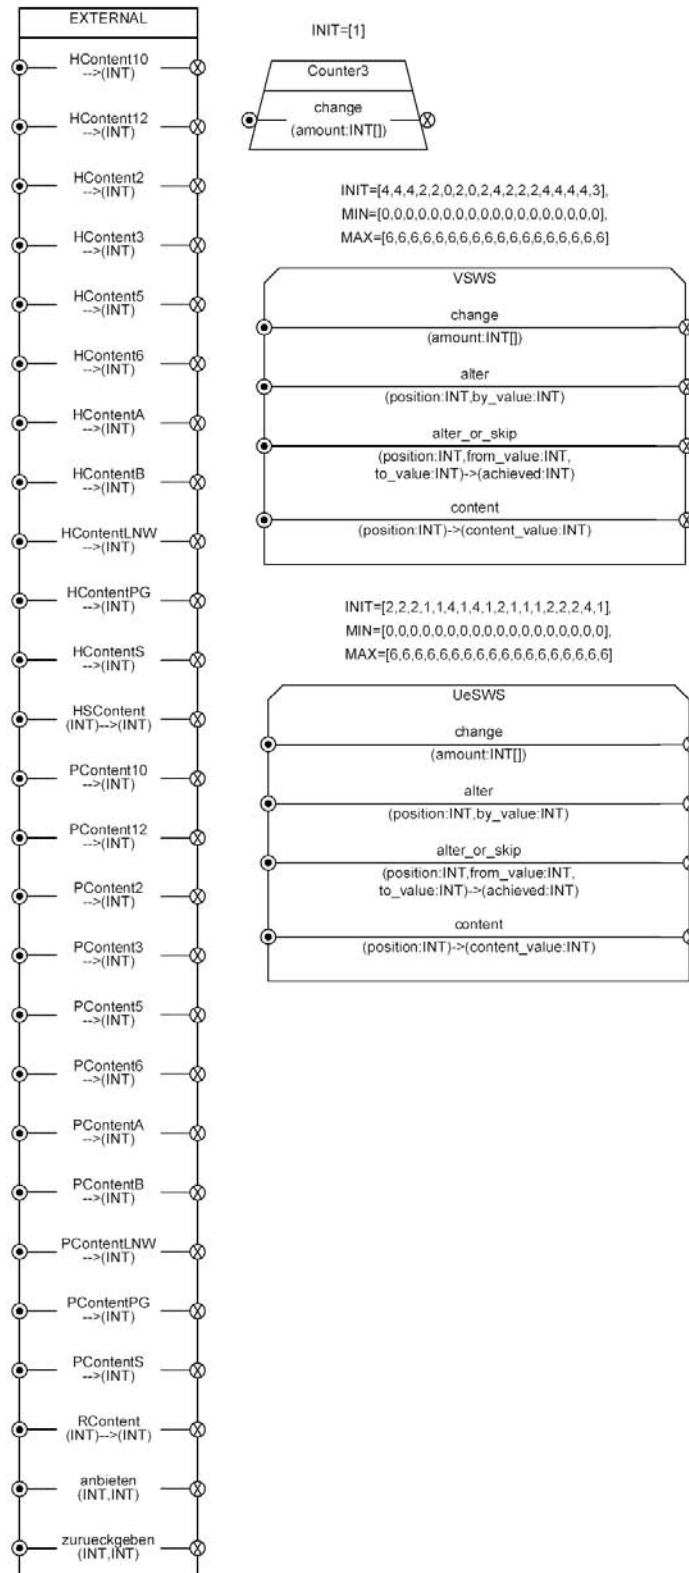 EXTERNAL
HContent10
-->(INT)
HContent12
-->(INT)
HContent2
-->(INT)
HContent3
-->(INT)
HContent5
-->(INT)
HContent6
-->(INT)
HContentA
-->(INT)
HContentB
-->(INT)
HContentLNW
-->(INT)
HContentPG
-->(INT)
HContentS
-->(INT)
HSContent
(INT)-->(INT)
PContent10
-->(INT)
PContent12
-->(INT)
PContent2
-->(INT)
PContent3
-->(INT)
PContent5
-->(INT)
PContent6
-->(INT)
PContentA
-->(INT)
PContentB
-->(INT)
PContentLNW
-->(INT)
PContentPG
-->(INT)
PContentS
-->(INT)
RContent
(INT)-->(INT)
anbieten
(INT,INT)
zurueckgeben
(INT,INT)
INIT=[1]
Counter3
change
(amount:INT[])
INIT=[4,4,4,2,2,0,2,0,2,4,2,2,2,4,4,4,4,3],
MIN=[0,0,0,0,0,0,0,0,0,0,0,0,0,0,0,0,0,0],
MAX=[6,6,6,6,6,6,6,6,6,6,6,6,6,6,6,6,6,6]
VSWS
change
(amount:INT[])
alter
(position:INT,by_value:INT)
alter_or_skip
(position:INT,from_value:INT,
to_value:INT)->(achieved:INT)
content
(position:INT)->(content_value:INT)
INIT=[2,2,2,1,1,4,1,4,1,2,1,1,1,2,2,2,4,1],
MIN=[0,0,0,0,0,0,0,0,0,0,0,0,0,0,0,0,0,0],
MAX=[6,6,6,6,6,6,6,6,6,6,6,6,6,6,6,6,6,6]
UeSWS
change
(amount:INT[])
alter
(position:INT,by_value:INT)
alter_or_skip
(position:INT,from_value:INT,
to_value:INT)->(achieved:INT)
content
(position:INT)->(content_value:INT)